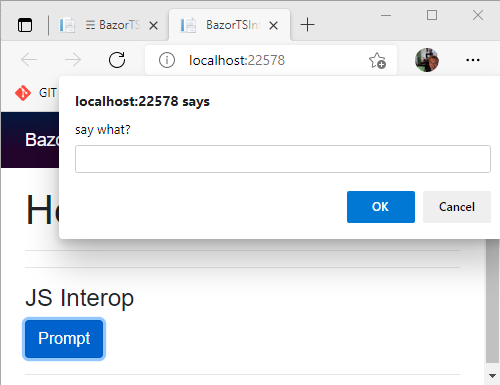 BazorTS
BazorTSInt
localhost:22578
GIT
localhost:22578 says
say what?
OK
Cancel
Bazo
He
JS Interop
Prompt